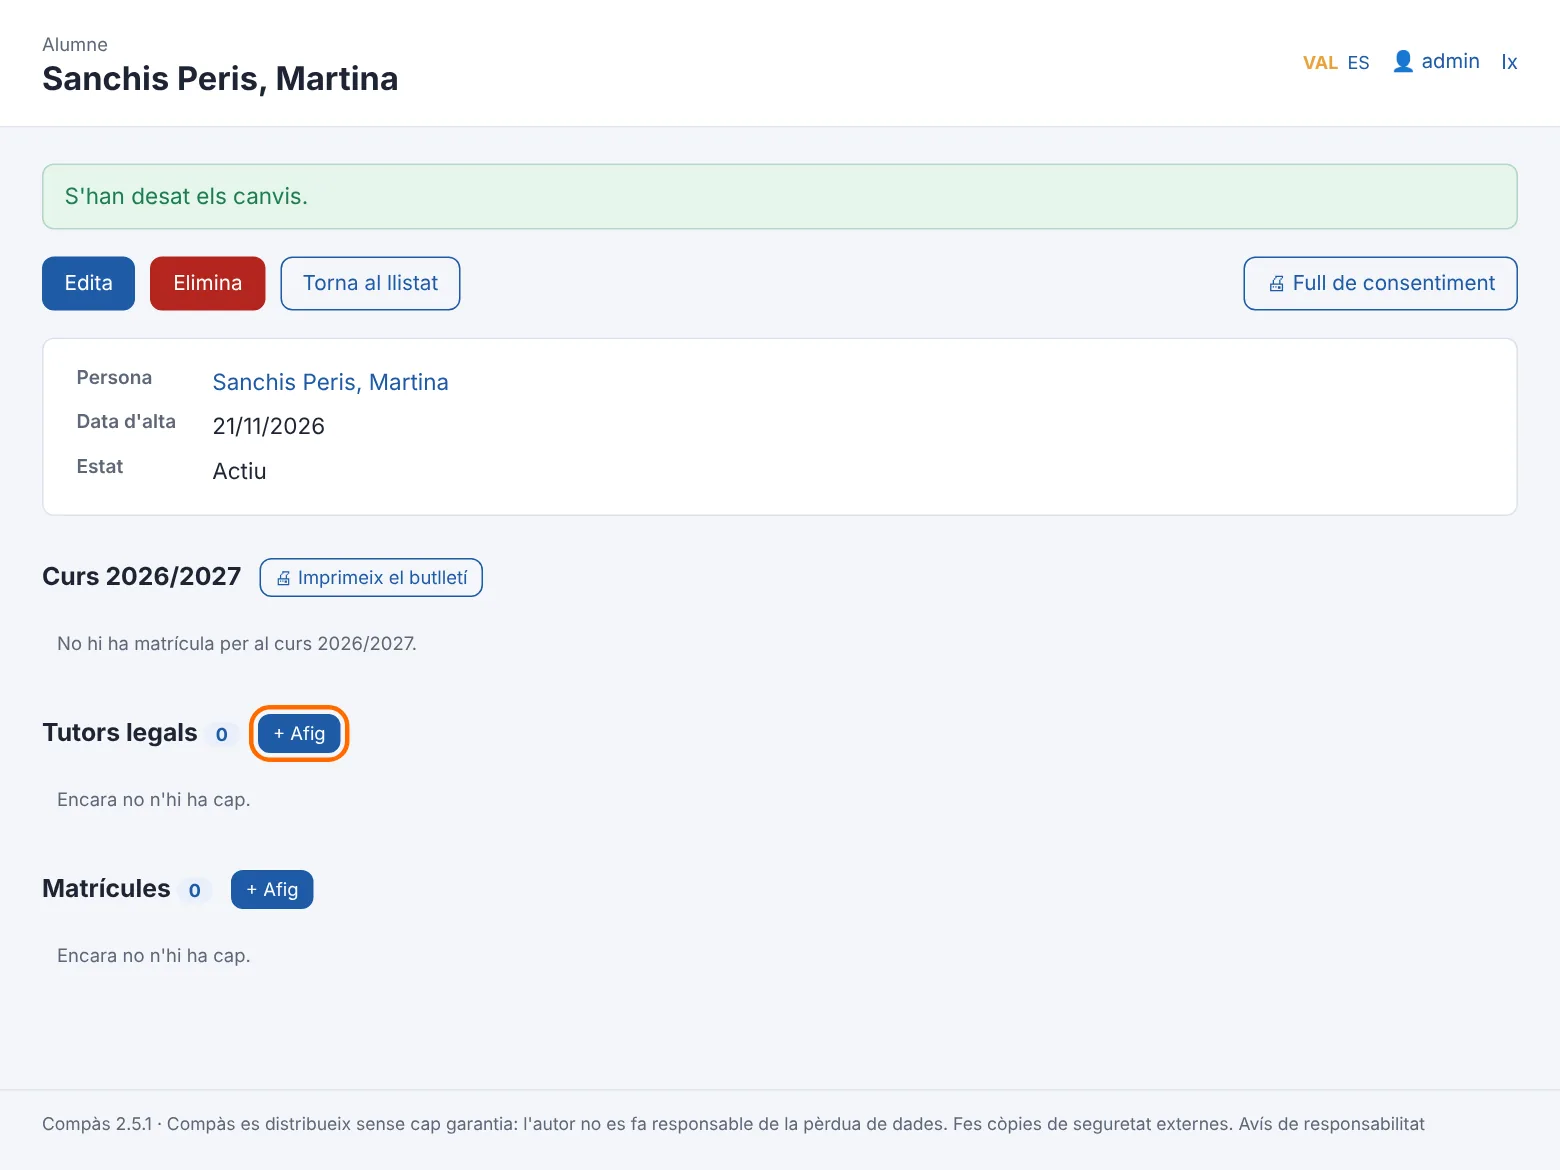 Alumne
Sanchis Peris, Martina
VAL ES admin Ix
S'han desat els canvis.
Edita Elimina Torna al llistat Full de consentiment
Persona Sanchis Peris, Martina
Data d'alta 21/11/2026
Estat Actiu
Curs 2026/2027 Imprimeix el butlletí
No hi ha matrícula per al curs 2026/2027.
Tutors legals 0 + Afig
Encara no n'hi ha cap.
Matrícules 0 + Afig
Encara no n'hi ha cap.
Compàs 2.5.1 · Compàs es distribueix sense cap garantia: l'autor no es fa responsable de la pèrdua de dades. Fes còpies de seguretat externes. Avís de responsabilitat